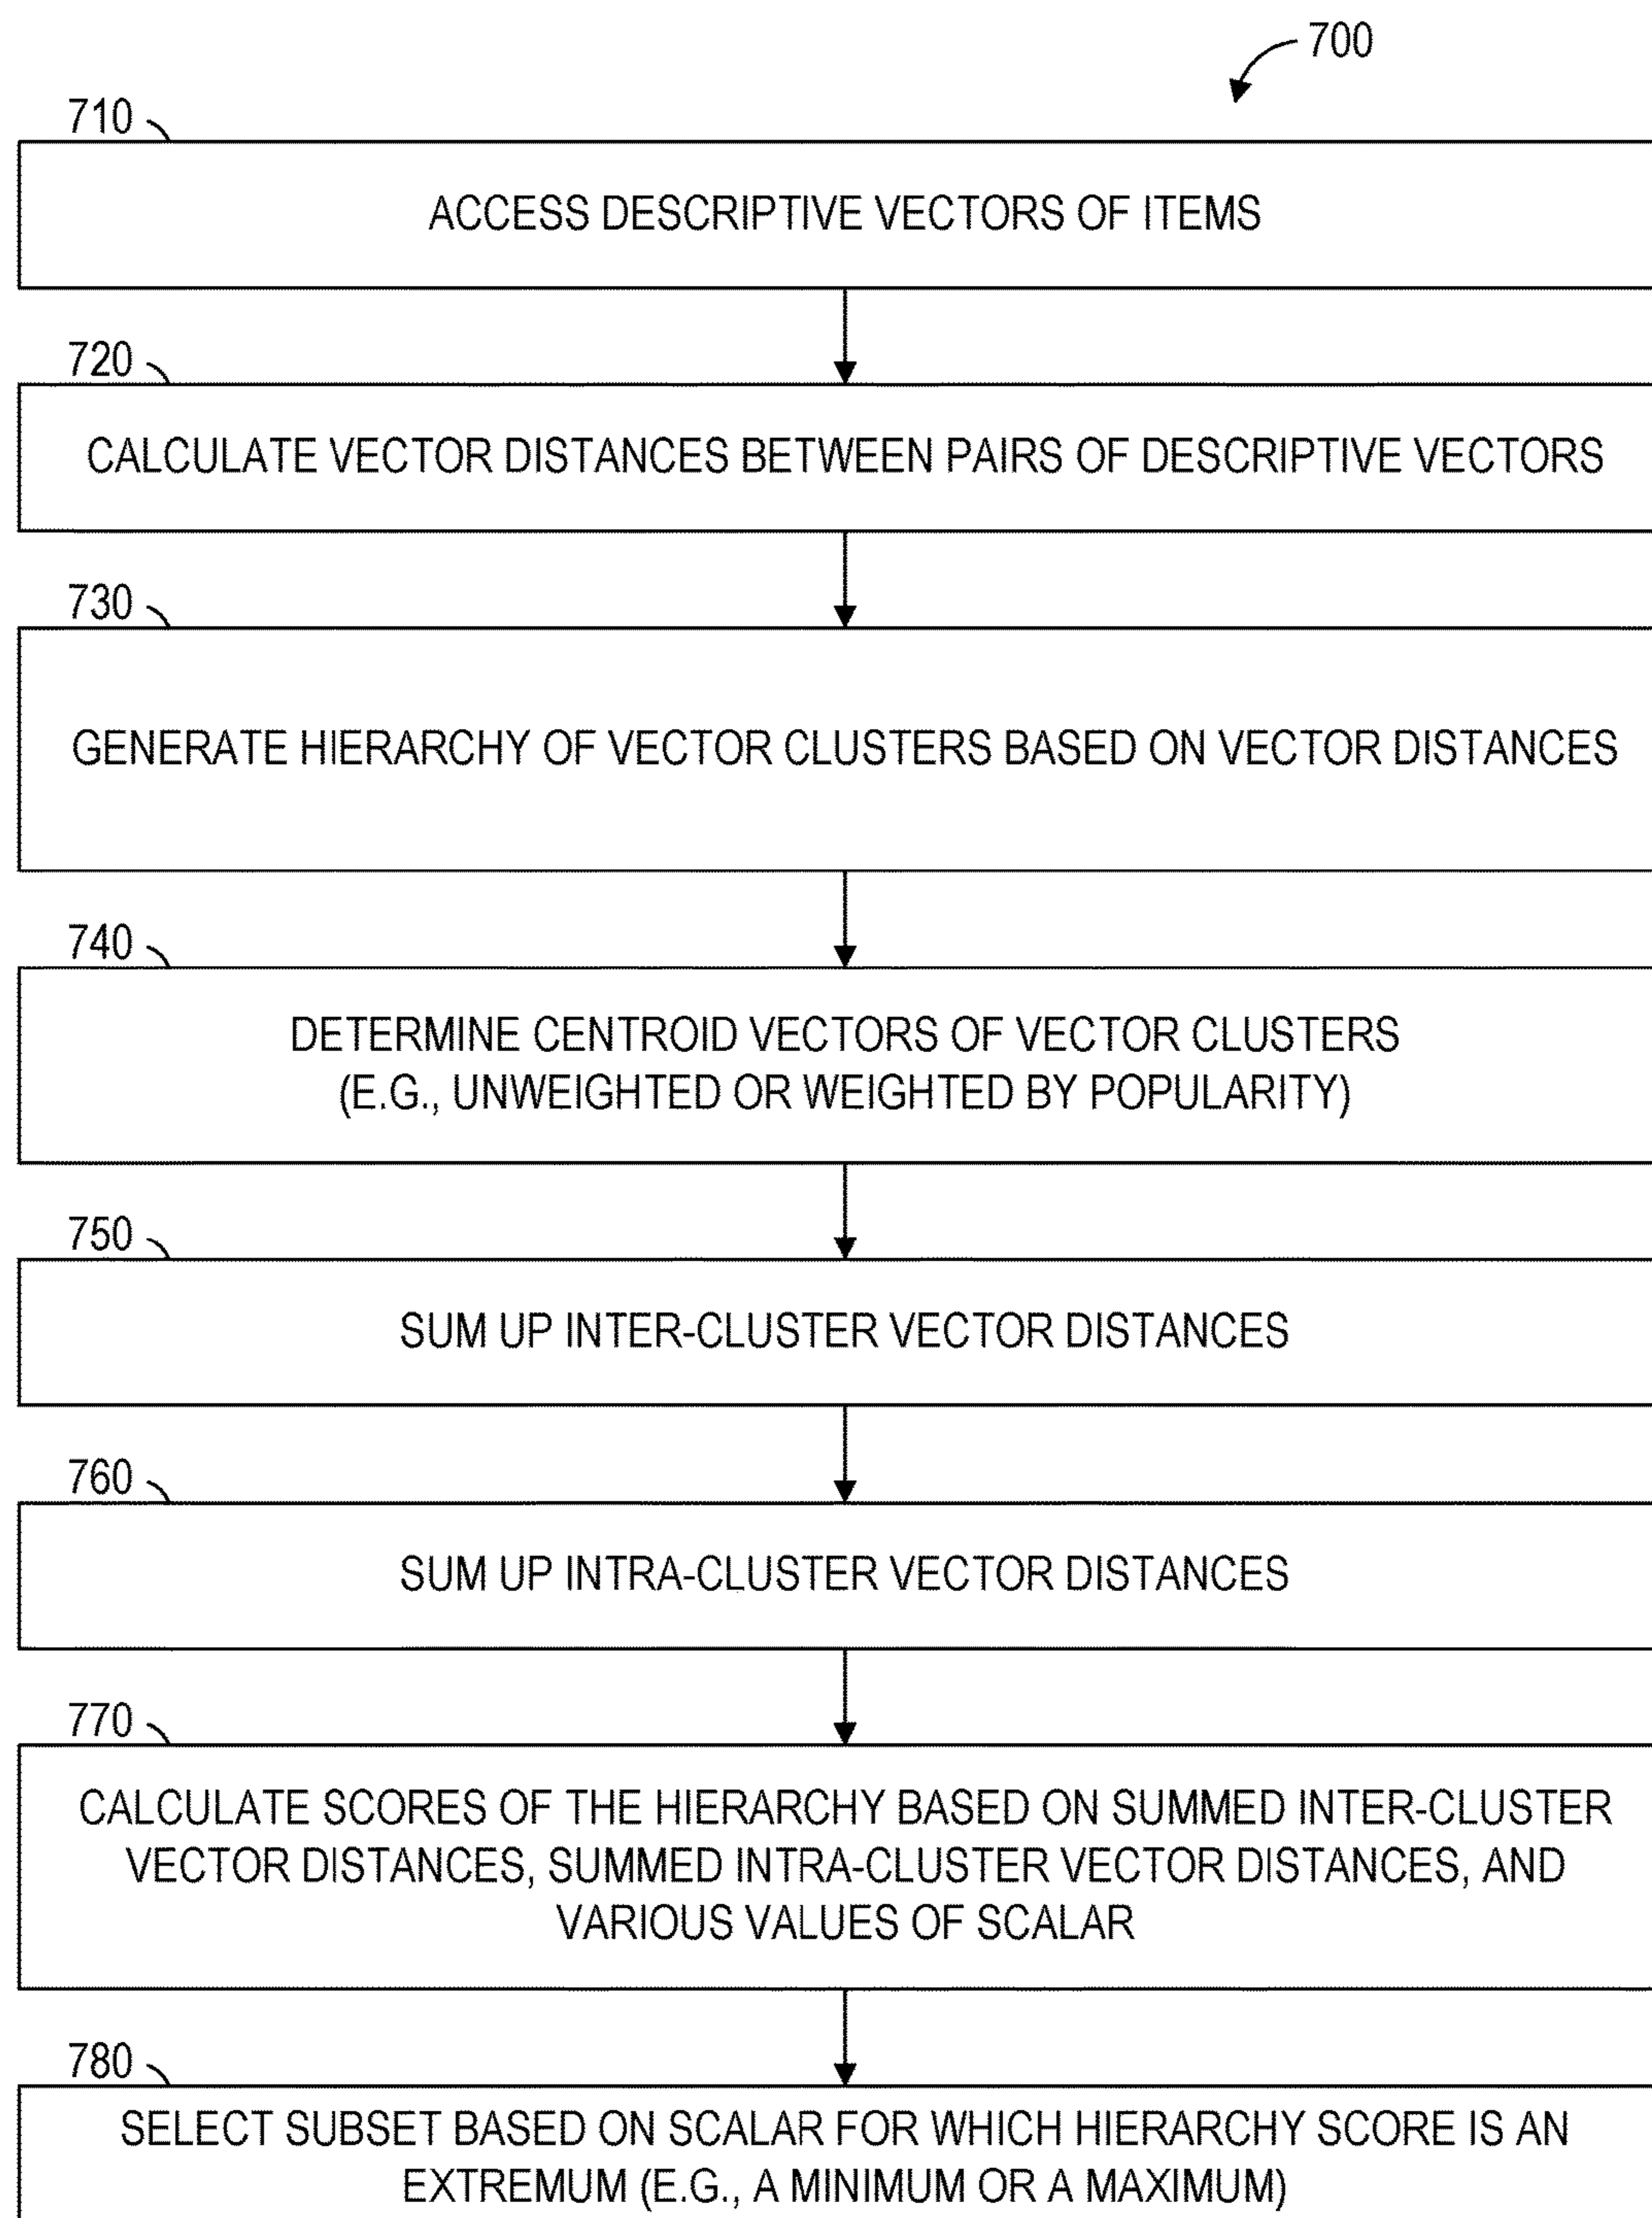 700
710
ACCESS DESCRIPTIVE VECTORS OF ITEMS
720
CALCULATE VECTOR DISTANCES BETWEEN PAIRS OF DESCRIPTIVE VECTORS
730
GENERATE HIERARCHY OF VECTOR CLUSTERS BASED ON VECTOR DISTANCES
740
DETERMINE CENTROID VECTORS OF VECTOR CLUSTERS
(E.G., UNWEIGHTED OR WEIGHTED BY POPULARITY)
750
SUM UP INTER-CLUSTER VECTOR DISTANCES
760
SUM UP INTRA-CLUSTER VECTOR DISTANCES
770
CALCULATE SCORES OF THE HIERARCHY BASED ON SUMMED INTER-CLUSTER
VECTOR DISTANCES, SUMMED INTRA-CLUSTER VECTOR DISTANCES, AND
VARIOUS VALUES OF SCALAR
780
SELECT SUBSET BASED ON SCALAR FOR WHICH HIERARCHY SCORE IS AN
EXTREMUM (E.G., A MINIMUM OR A MAXIMUM)